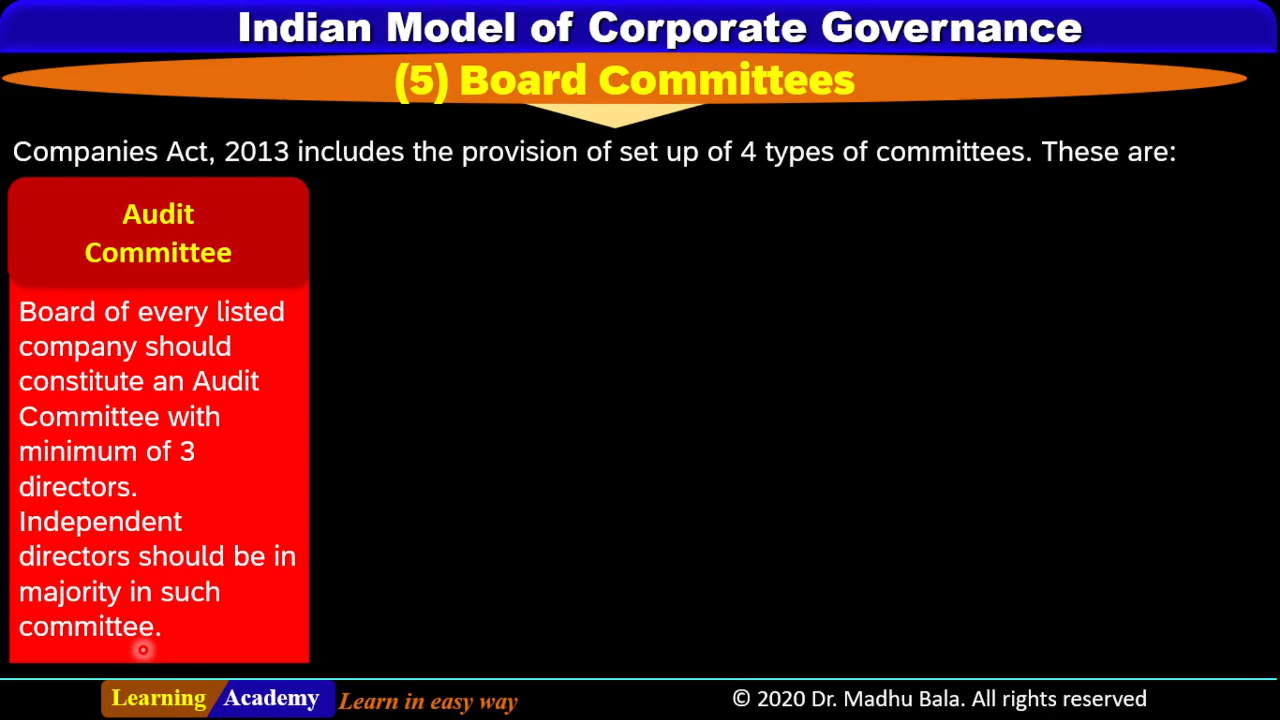 Indian Model of Corporate Governance
(5) Board Committees
Companies Act, 2013 includes the provision of set up of 4 types of committees. These are:
Audit
Committee
Board of every listed
company should
constitute an Audit
Committee with
minimum of 3
directors.
Independent
directors should be in
majority in such
committee.
Learning Academy Learn in easy way
© 2020 Dr. Madhu Bala. All rights reserved